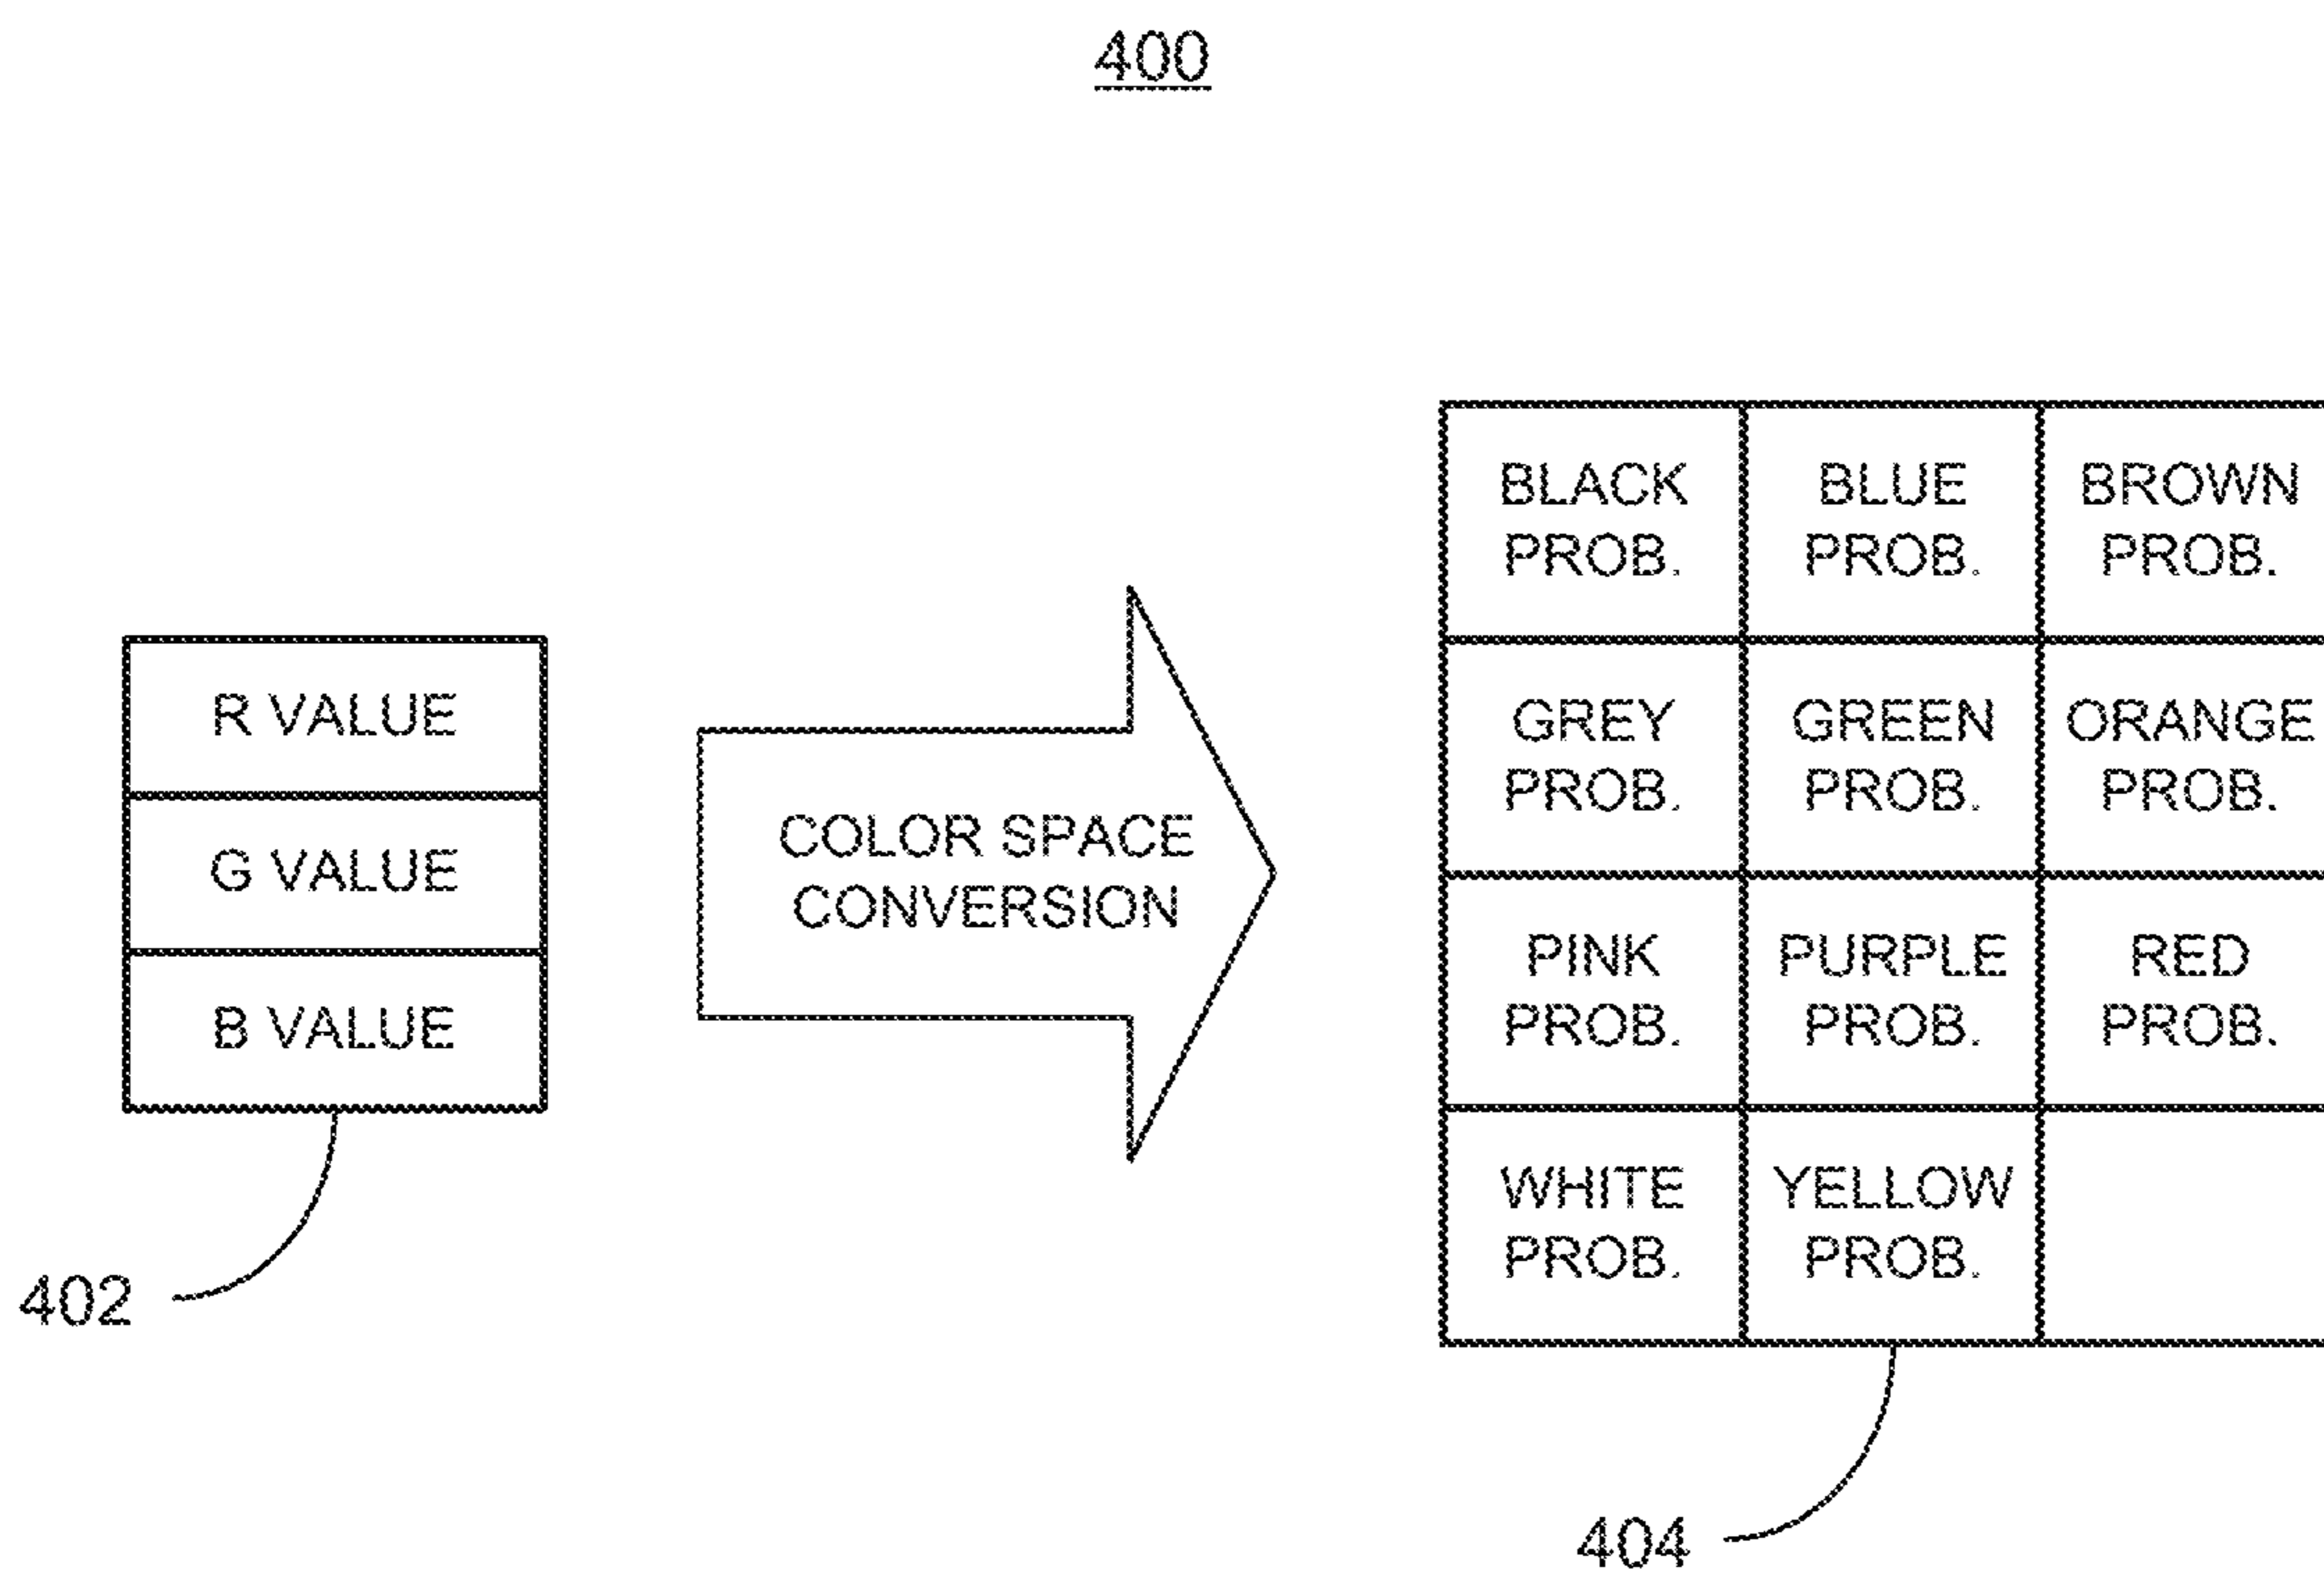 400
BLACK PROB.
BLUE PROB.
BROWN PROB.
R VALUE
G VALUE
B VALUE
COLOR SPACE
CONVERSION
GREY PROB.
GREEN PROB.
ORANGE PROB.
PINK PROB.
PURPLE PROB.
RED PROB.
WHITE PROB.
YELLOW PROB.
402
404